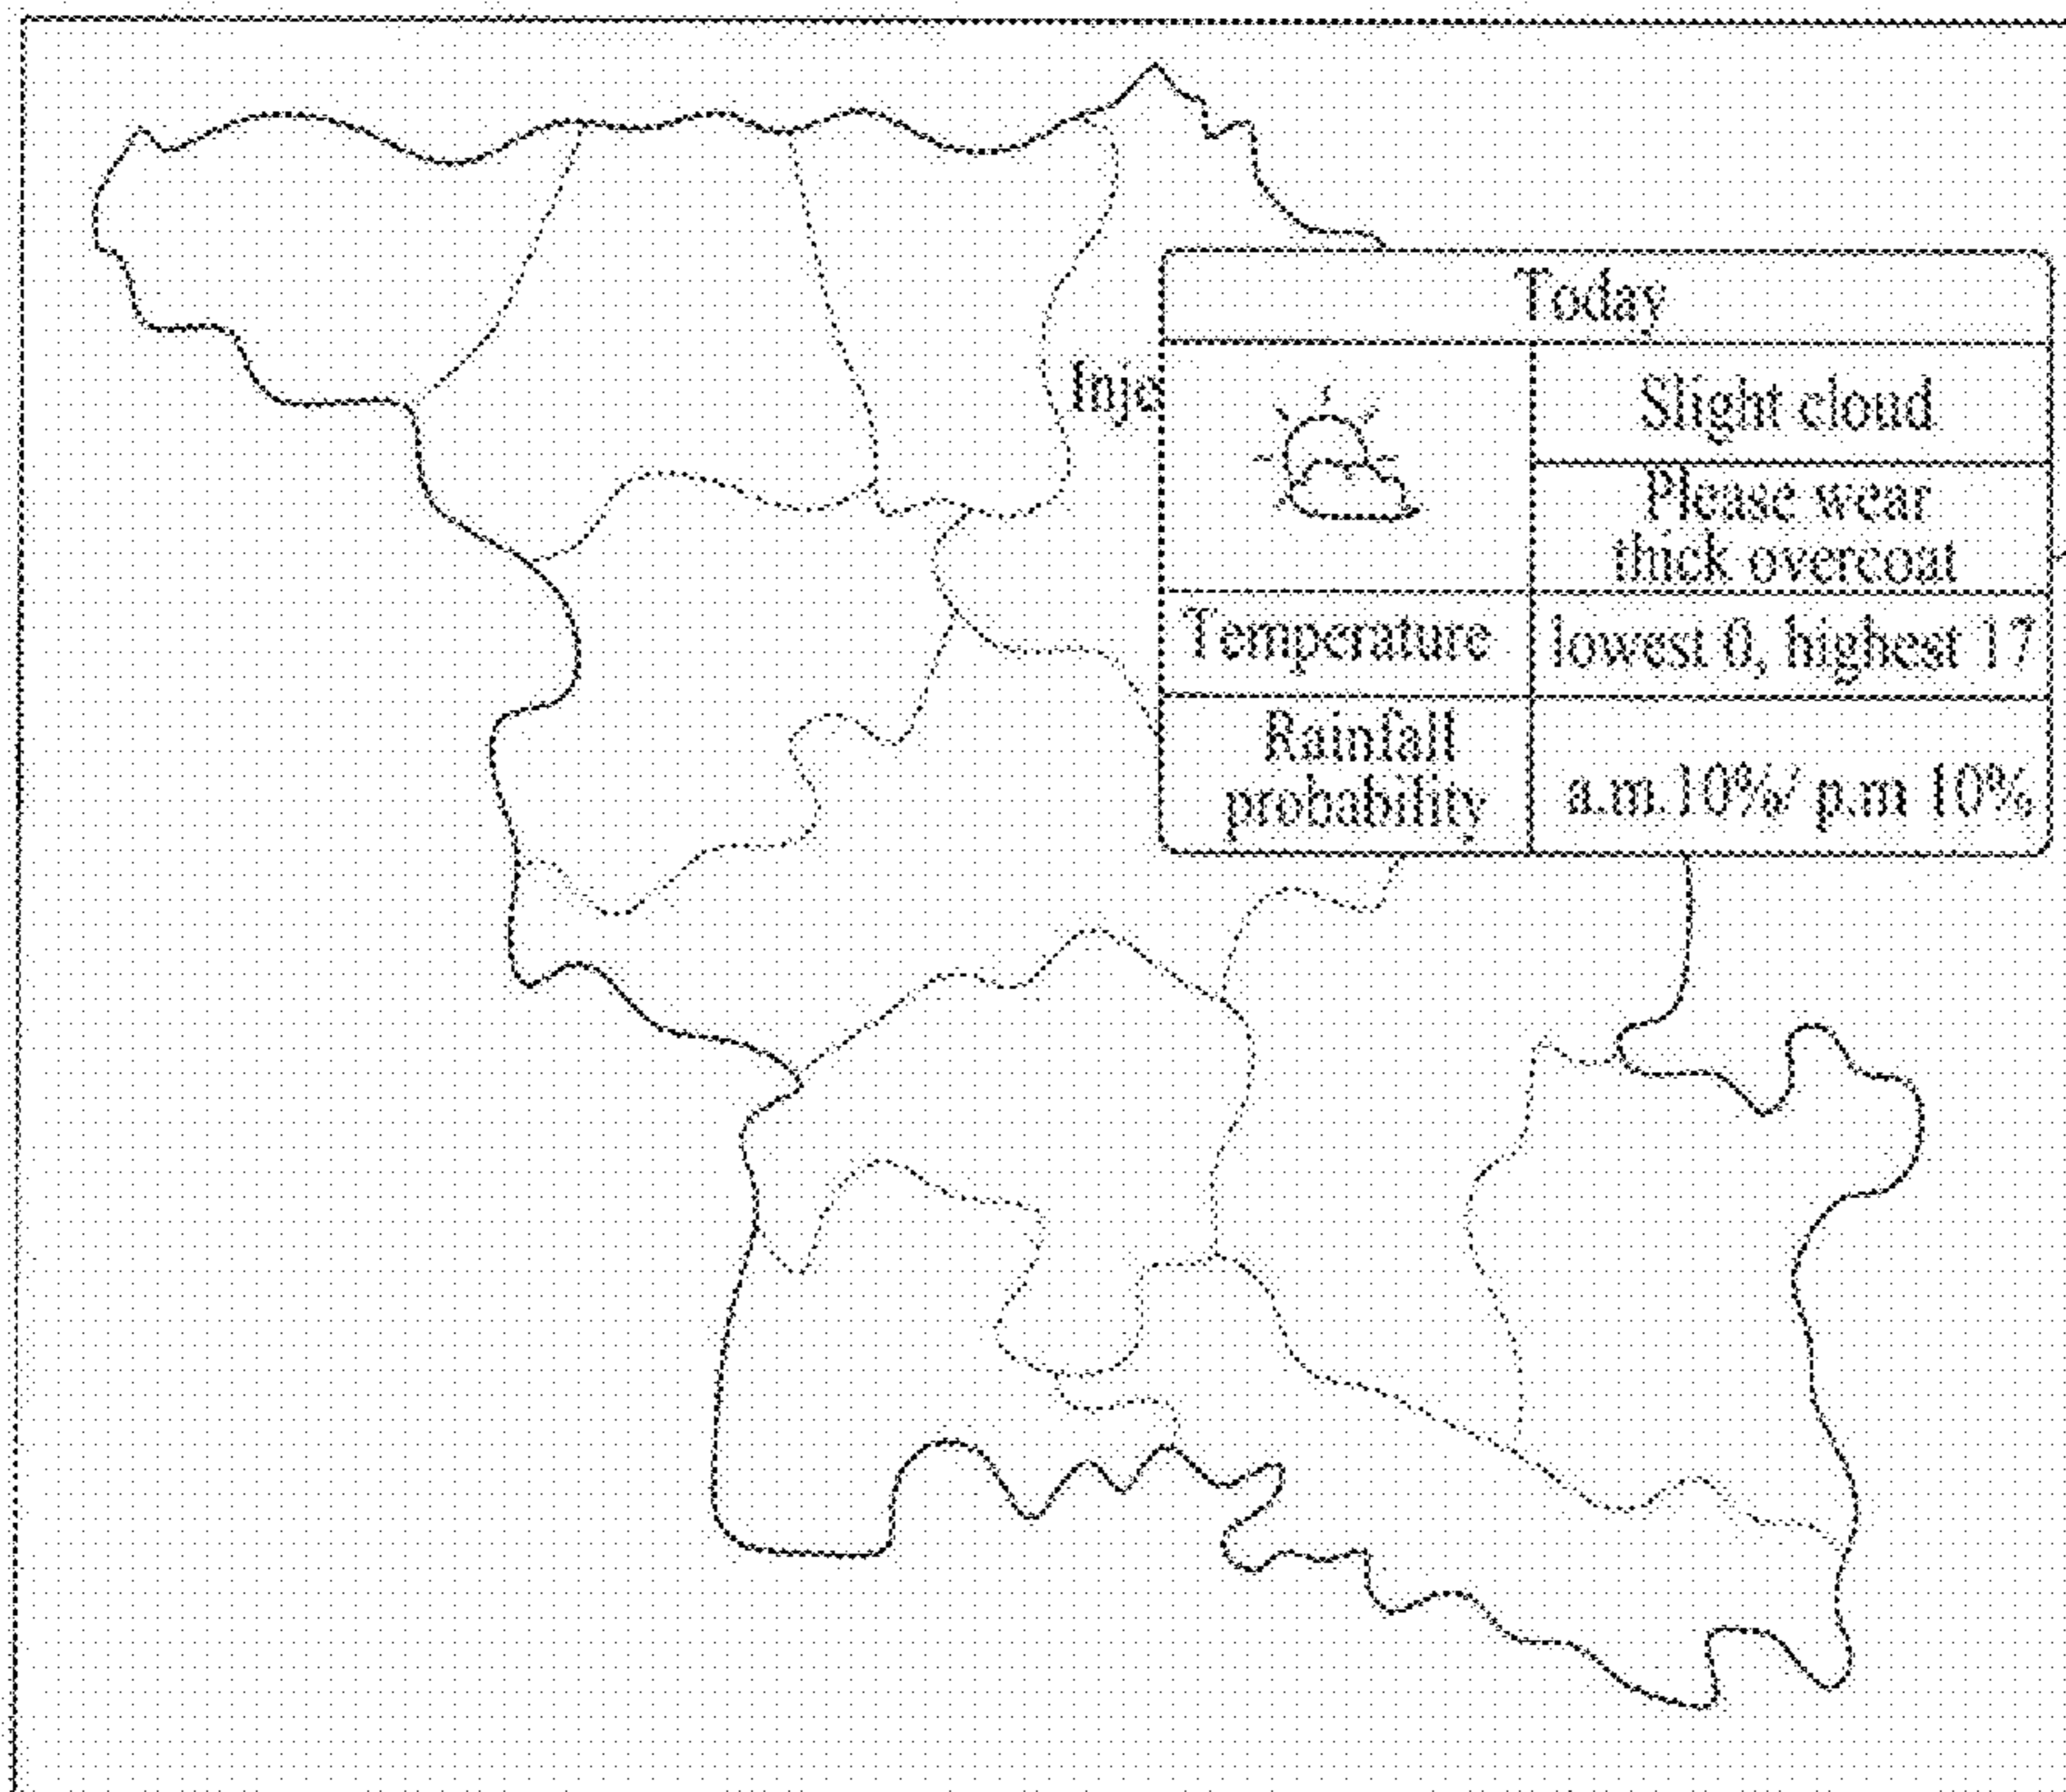 Today
Inje
Slight cloud
Please wear
thick overcoat
Temperature
lowest 0, highest 17
Rainfall
probability
a.m.10%/ p.m 10%